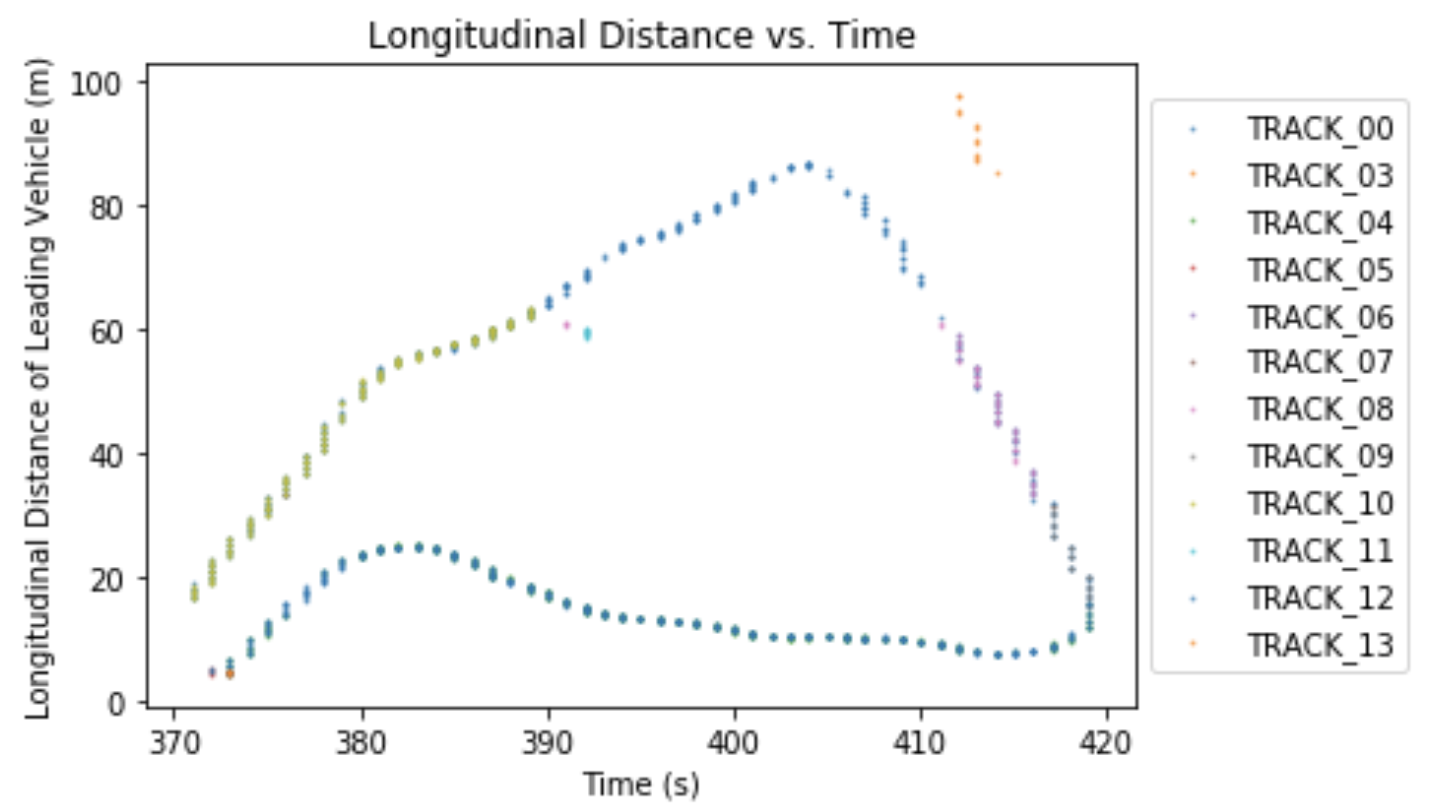 Longitudinal Distance vs. Time
Longitudinal Distance of Leading Vehicle (m)
100
80
60
40
20
0
370 380 390 400 410 420
Time (s)
TRACK_00
TRACK_03
TRACK_04
TRACK_05
TRACK_06
TRACK_07
TRACK_08
TRACK_09
TRACK_10
TRACK_11
TRACK_12
TRACK_13